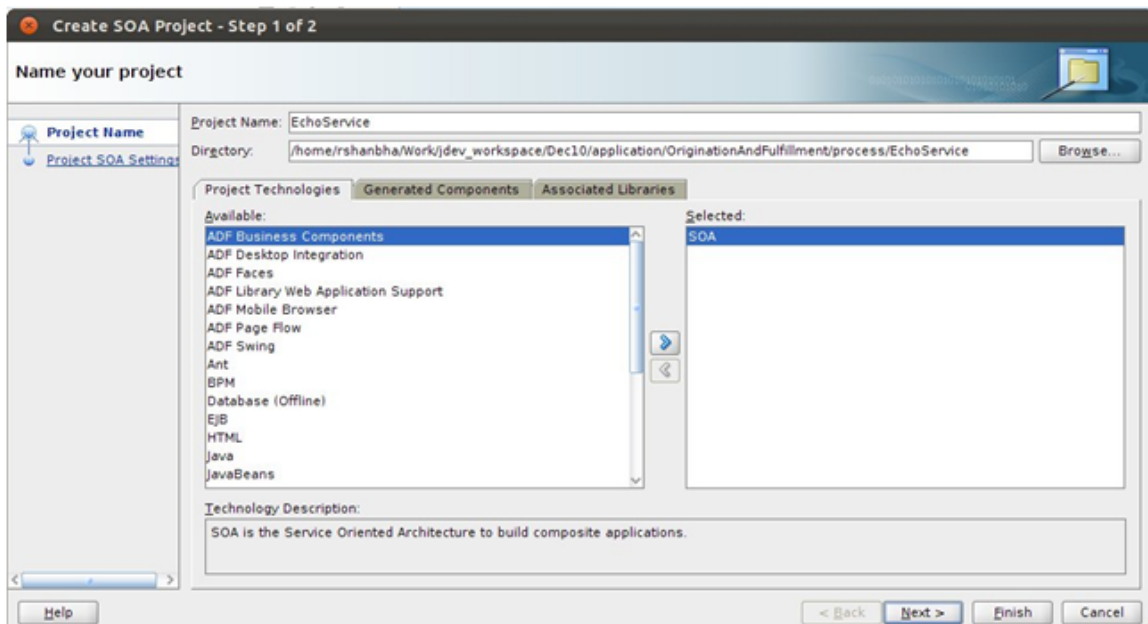 Create SOA Project - Step 1 of 2
Name your project
Project Name
Project SOA Settings
Project Name: EchoService
Directory: /home/rshanbha/Work/jdev_workspace/Dec10/application/OriginationAndFulfillment/process/EchoService Browse...
Project Technologies Generated Components Associated Libraries
Available:
ADF Business Components
ADF Desktop Integration
ADF Faces
ADF Library Web Application Support
ADF Mobile Browser
ADF Page Flow
ADF Swing
Ant
BPM
Database (Offline)
EJB
HTML
Java
JavaBeans
Selected:
SOA
Technology Description:
SOA is the Service Oriented Architecture to build composite applications.
Help < Back Next > Finish Cancel